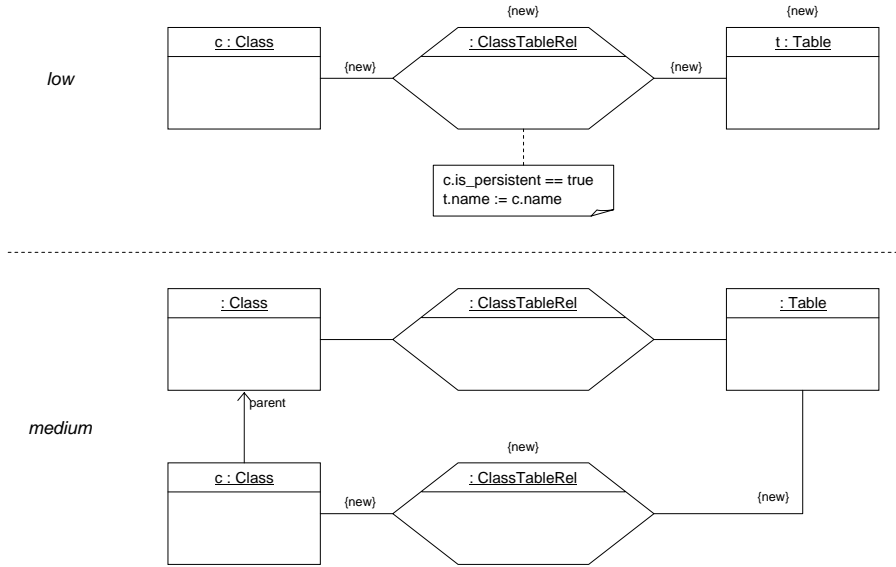 {new}
{new}
c : Class
: ClassTableRel
t : Table
{new}
{new}
low
c.is_persistent == true
t.name := c.name
: Class
: ClassTableRel
: Table
parent
medium
{new}
c : Class
: ClassTableRel
{new}
{new}